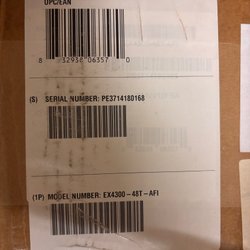 UPC/EAN
8 32938 06357 0
(S) SERIAL NUMBER: PE3714180168
(1P) MODEL NUMBER: EX4300-48T-AFI